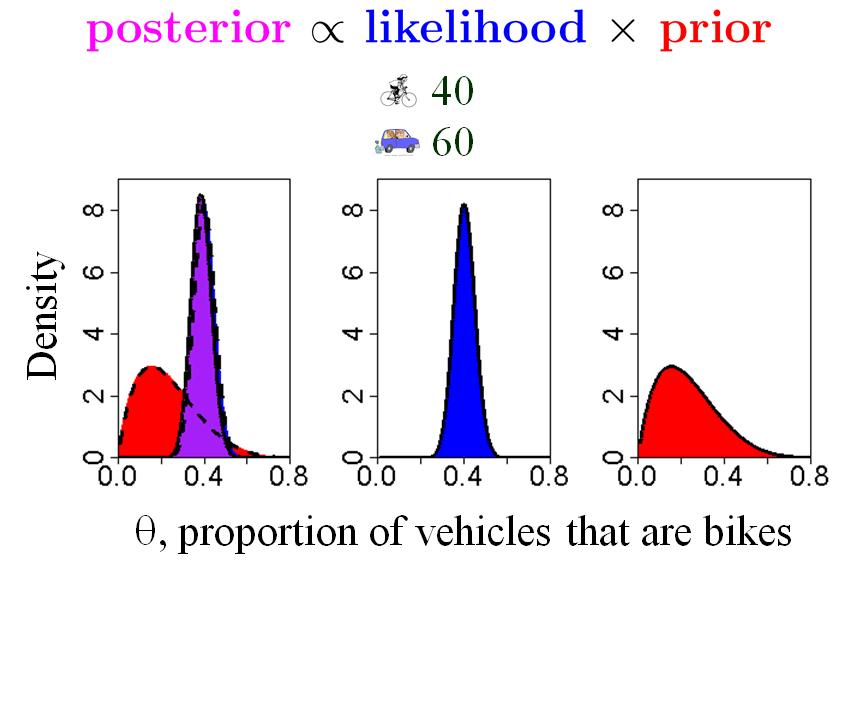 posterior ∝ likelihood × prior
40
60
Density
0 2 4 6 8
0 2 4 6 8
0 2 4 6 8
0.0 0.4 0.8
0.0 0.4 0.8
0.0 0.4 0.8
θ, proportion of vehicles that are bikes